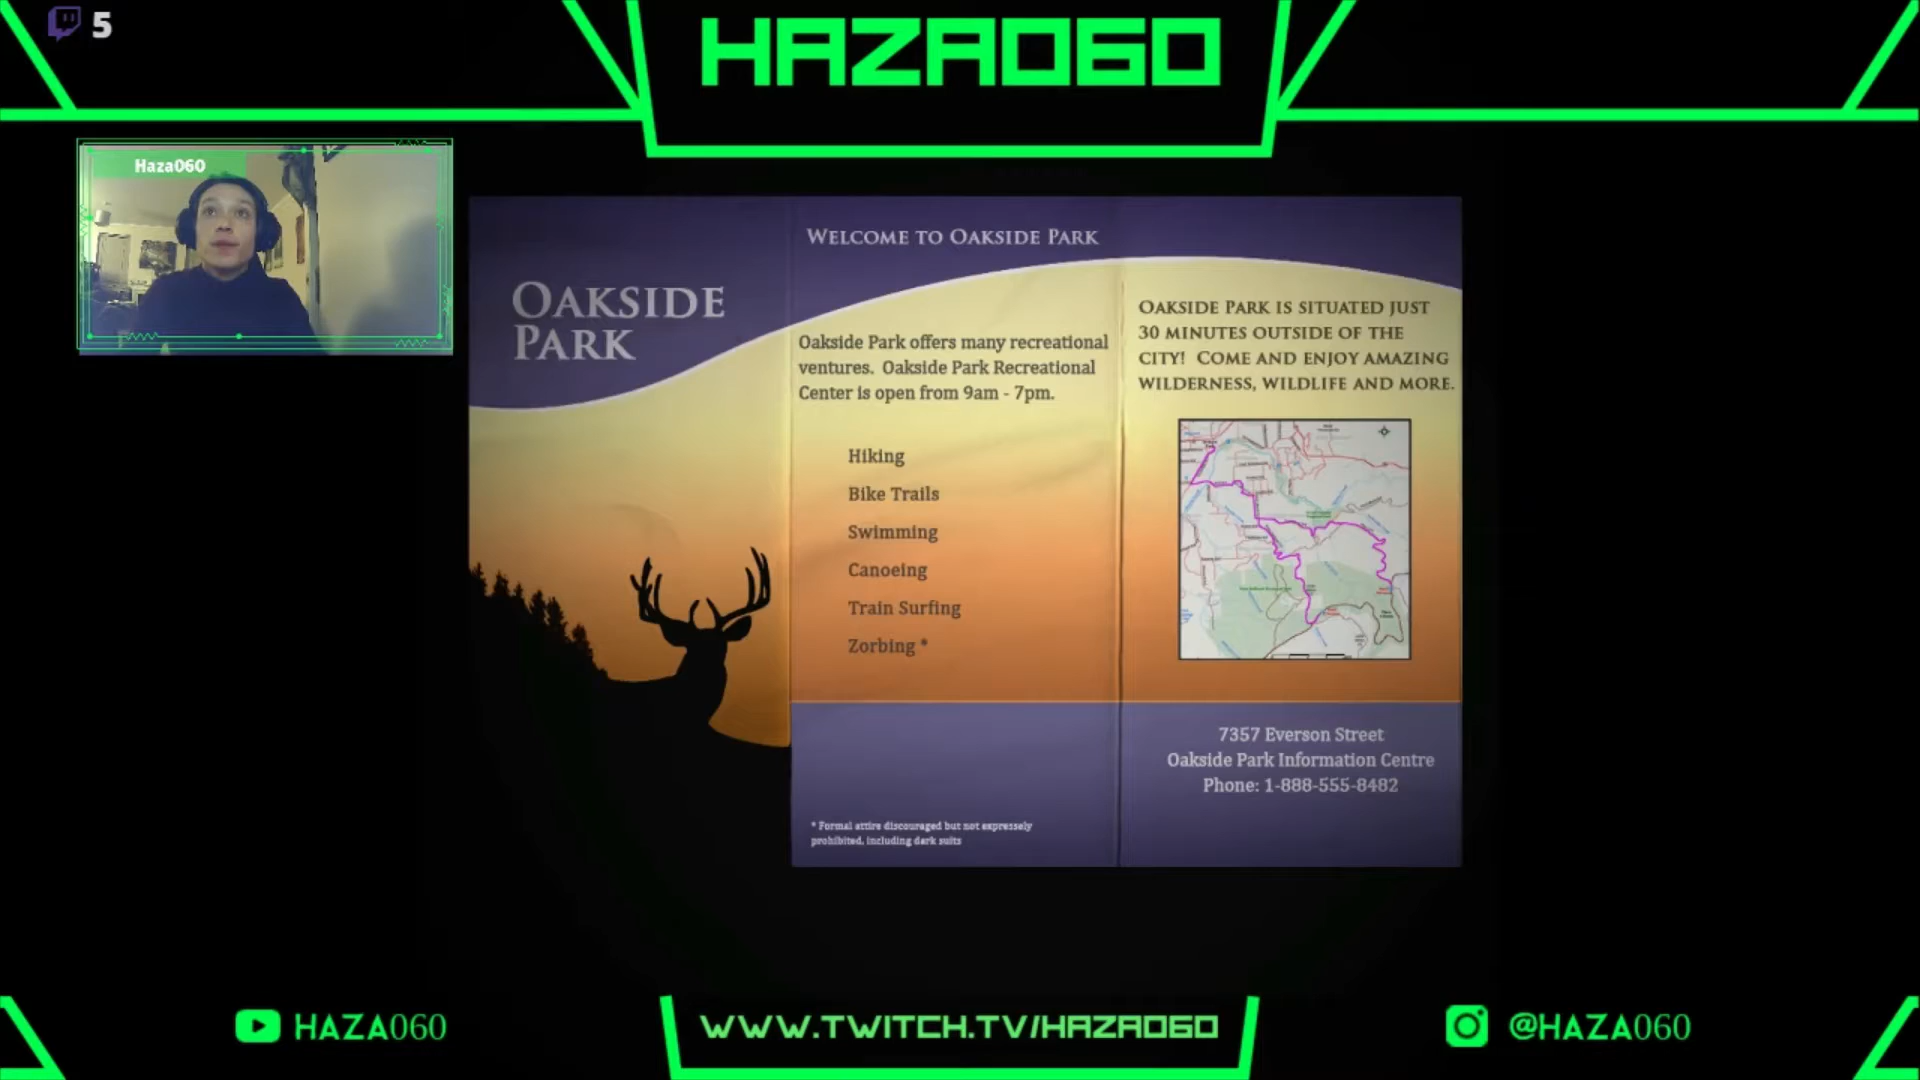 5
HAZA060
Haza060
WELCOME TO OAKSIDE PARK
OAKSIDE
PARK
Oakside Park offers many recreational
ventures. Oakside Park Recreational
Center is open from 9am - 7pm.
Hiking
Bike Trails
Swimming
Canoeing
Train Surfing
Zorbing *
* Formal attire discouraged but not expressely
prohibited, including dark suits
OAKSIDE PARK IS SITUATED JUST
30 MINUTES OUTSIDE OF THE
CITY! COME AND ENJOY AMAZING
WILDERNESS, WILDLIFE AND MORE.
7357 Everson Street
Oakside Park Information Centre
Phone: 1-888-555-8482
HAZA060
WWW.TWITCH.TV/HAZA060
@HAZA060